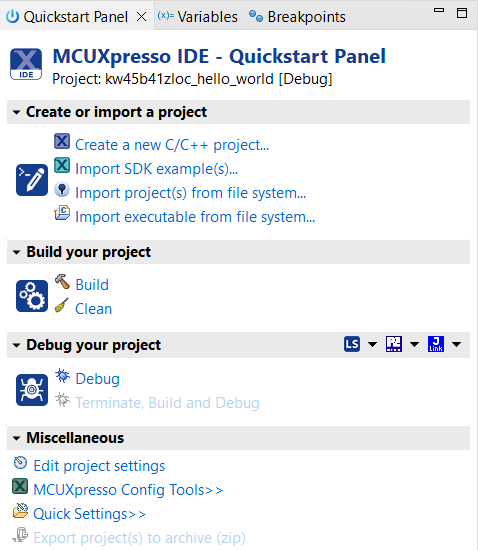 Quickstart Panel (x)= Variables Breakpoints
MCUXpresso IDE - Quickstart Panel
X IDE
Project: kw45b41zloc_hello_world [Debug]
Create or import a project
Create a new C/C++ project...
Import SDK example(s)...
Import project(s) from file system...
Import executable from file system...
Build your project
Build
Clean
Debug your project LS J Link
Debug
Terminate, Build and Debug
Miscellaneous
Edit project settings
MCUXpresso Config Tools>>
Quick Settings>>
Export project(s) to archive (zip)